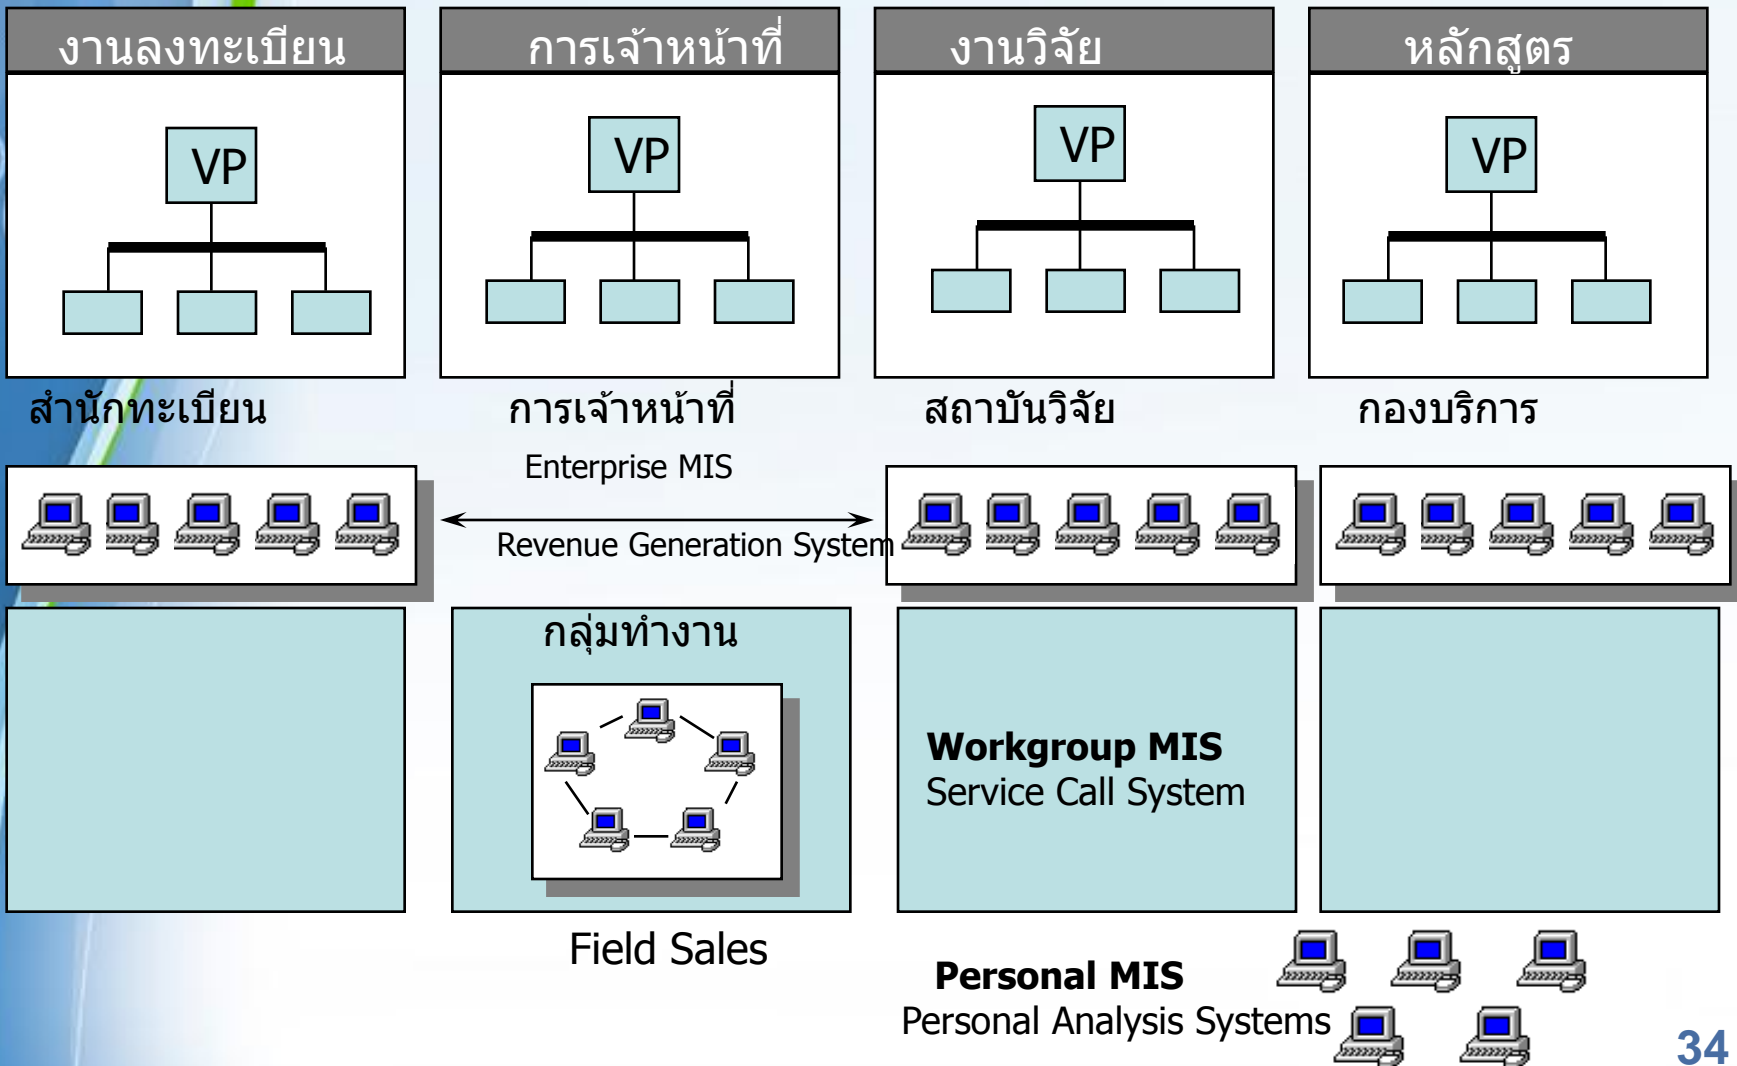 งานลงทะเบียน
การเจ้าหน้าที่
งานวิจัย
หลักสูตร
VP
VP
VP
VP
สำนักทะเบียน
การเจ้าหน้าที่
สถาบันวิจัย
กองบริการ
Enterprise MIS
Revenue Generation System
กลุ่มทำงาน
Workgroup MIS
Service Call System
Field Sales
Personal MIS
Personal Analysis Systems
34